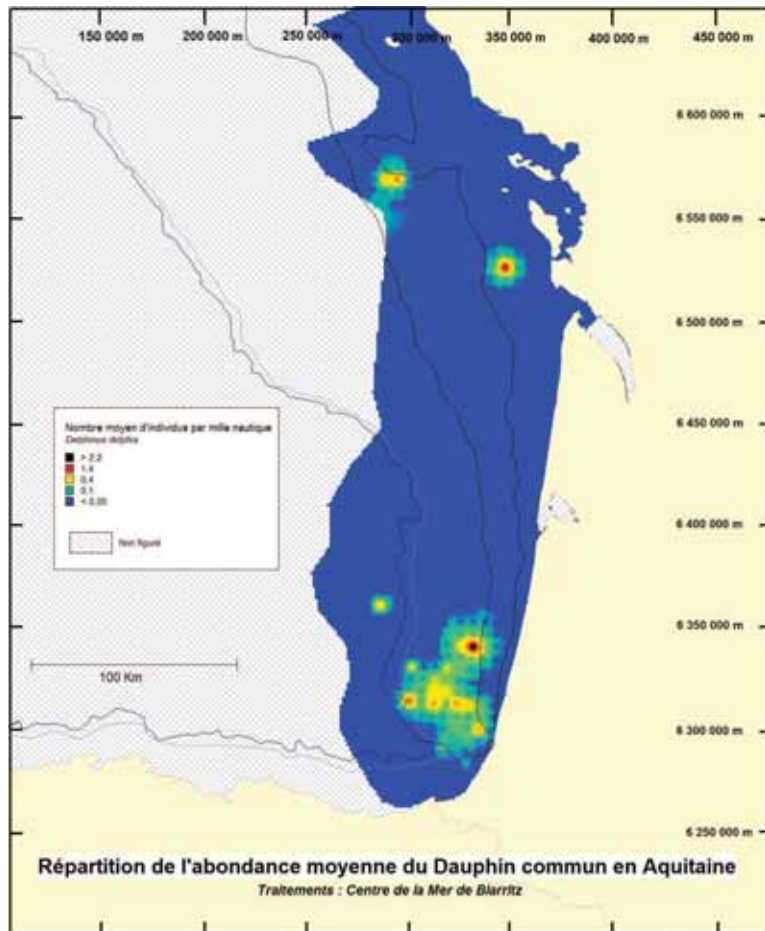 150 000 m 200 000 m 250 000 m 300 000 m 350 000 m 400 000 m 450 000 m
6 600 000 m
6 550 000 m
6 500 000 m
6 450 000 m
6 400 000 m
6 350 000 m
6 300 000 m
6 250 000 m
Nombre moyen d'individus par mille nautique
Delphinus delphis
> 2,2
1,4
0,4
0,1
< 0,05
Non figuré
100 Km
Répartition de l'abondance moyenne du Dauphin commun en Aquitaine
Traitements : Centre de la Mer de Biarritz